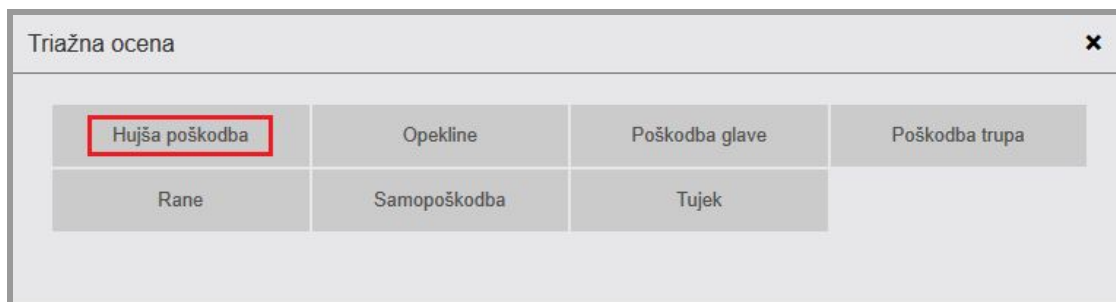 Triažna ocena
Hujša poškodba Opekline Poškodba glave Poškodba trupa
Rane Samopoškodba Tujek